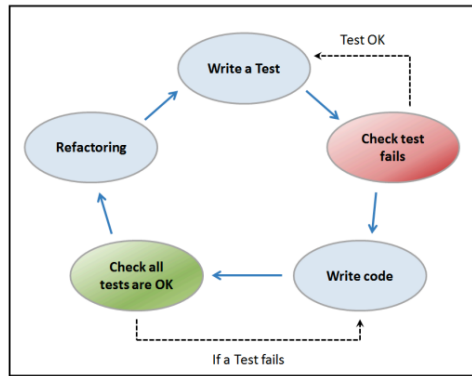 Test OK
Write a Test
Check test
fails
Refactoring
Check all
tests are OK
Write code
If a Test fails